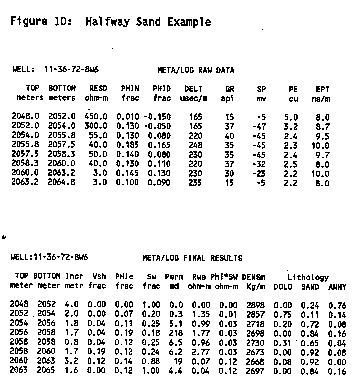 Figure 10: Halfway Sand Example
WELL: 11-36-72-8W6 META/LOG RAW DATA
TOP BOTTOM RESD PHIN PHID DELT GR SP PE EPT
meters meters ohm-m frac frac usec/m api mv cu ns/m
2048.0 2052.0 450.0 0.010 -0.150 165 15 -5 5.0 8.0
2052.0 2054.0 300.0 0.130 -0.050 165 37 -47 3.2 8.7
2054.0 2055.8 55.0 0.130 0.080 220 40 -45 2.4 9.5
2055.8 2057.5 40.0 0.185 0.165 248 35 -45 2.3 10.0
2057.5 2058.3 50.0 0.140 0.080 230 35 -45 2.4 9.7
2058.3 2060.0 40.0 0.130 0.110 220 37 -32 2.5 8.0
2060.0 2063.2 3.0 0.145 0.130 230 30 -23 2.2 10.0
2063.2 2064.8 3.0 0.100 0.090 235 15 -5 2.2 8.0
WELL:11-36-72-8W6 META/LOG FINAL RESULTS
TOP BOTTOM Incr Vsh PHIe Sw Perm Rwa PHI*SW DENSm Lithology
meter meter metr frac frac frac md ohm-m ohm-m Kg/m DOLO SAND ANHY
2048 2052 4.0 0.00 0.00 1.00 0.0 0.00 0.00 2898 0.00 0.24 0.76
2052 2054 2.0 0.00 0.07 0.20 0.3 1.35 0.01 2857 0.75 0.11 0.14
2054 2056 1.8 0.04 0.11 0.25 5.1 0.99 0.03 2718 0.20 0.72 0.08
2056 2058 1.7 0.04 0.19 0.18 218 1.77 0.03 2698 0.00 0.84 0.16
2058 2058 0.8 0.04 0.12 0.25 6.5 0.96 0.03 2730 0.31 0.65 0.04
2058 2060 1.7 0.19 0.12 0.24 6.2 2.77 0.03 2673 0.00 0.92 0.08
2060 2063 3.2 0.12 0.14 0.88 19 0.07 0.12 2668 0.08 0.92 0.00
2063 2065 1.6 0.00 0.12 1.00 4.4 0.04 0.12 2697 0.00 0.84 0.16